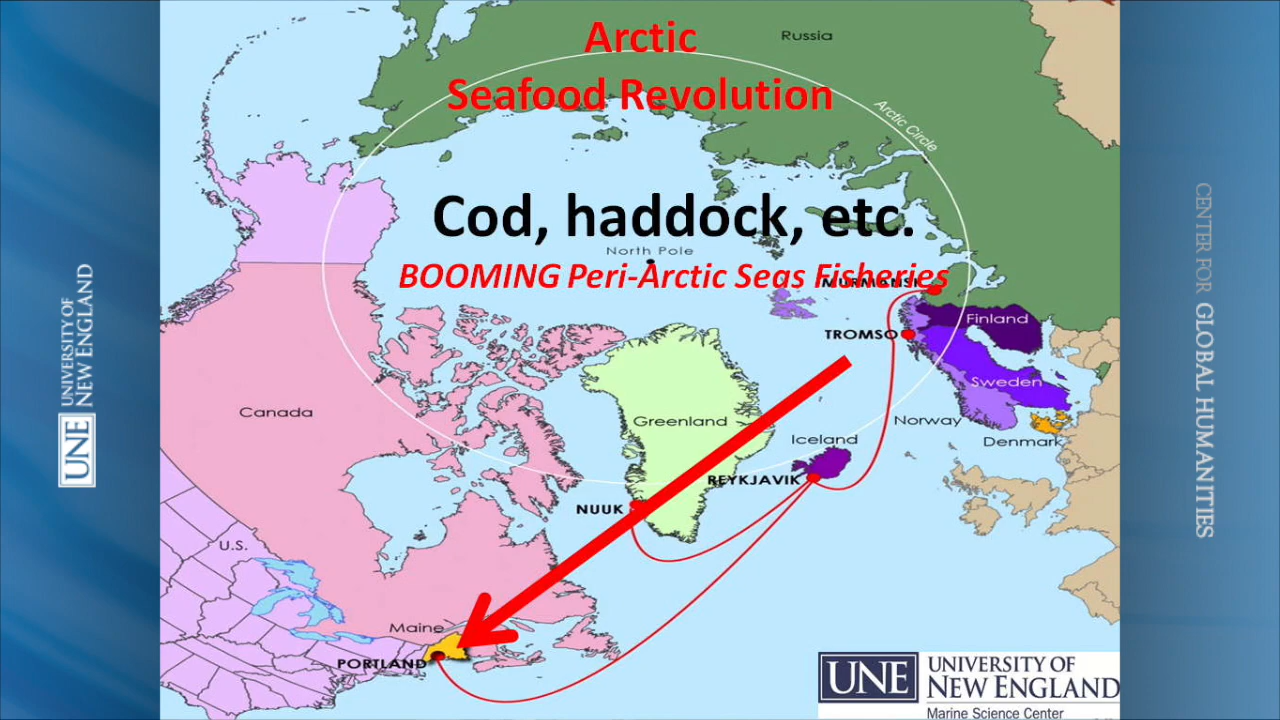 Arctic
Seafood Revolution
Russia
Arctic Circle
Cod, haddock, etc.
North Pole
BOOMING Peri-Arctic Seas Fisheries
MURMANSK
TROMSO
Finland
Sweden
Norway
Denmark
Canada
Greenland
Iceland
REYKJAVIK
NUUK
U.S.
Maine
PORTLAND
UNE
UNIVERSITY OF
NEW ENGLAND
Marine Science Center
UNE
UNIVERSITY OF
NEW ENGLAND
CENTER FOR GLOBAL HUMANITIES